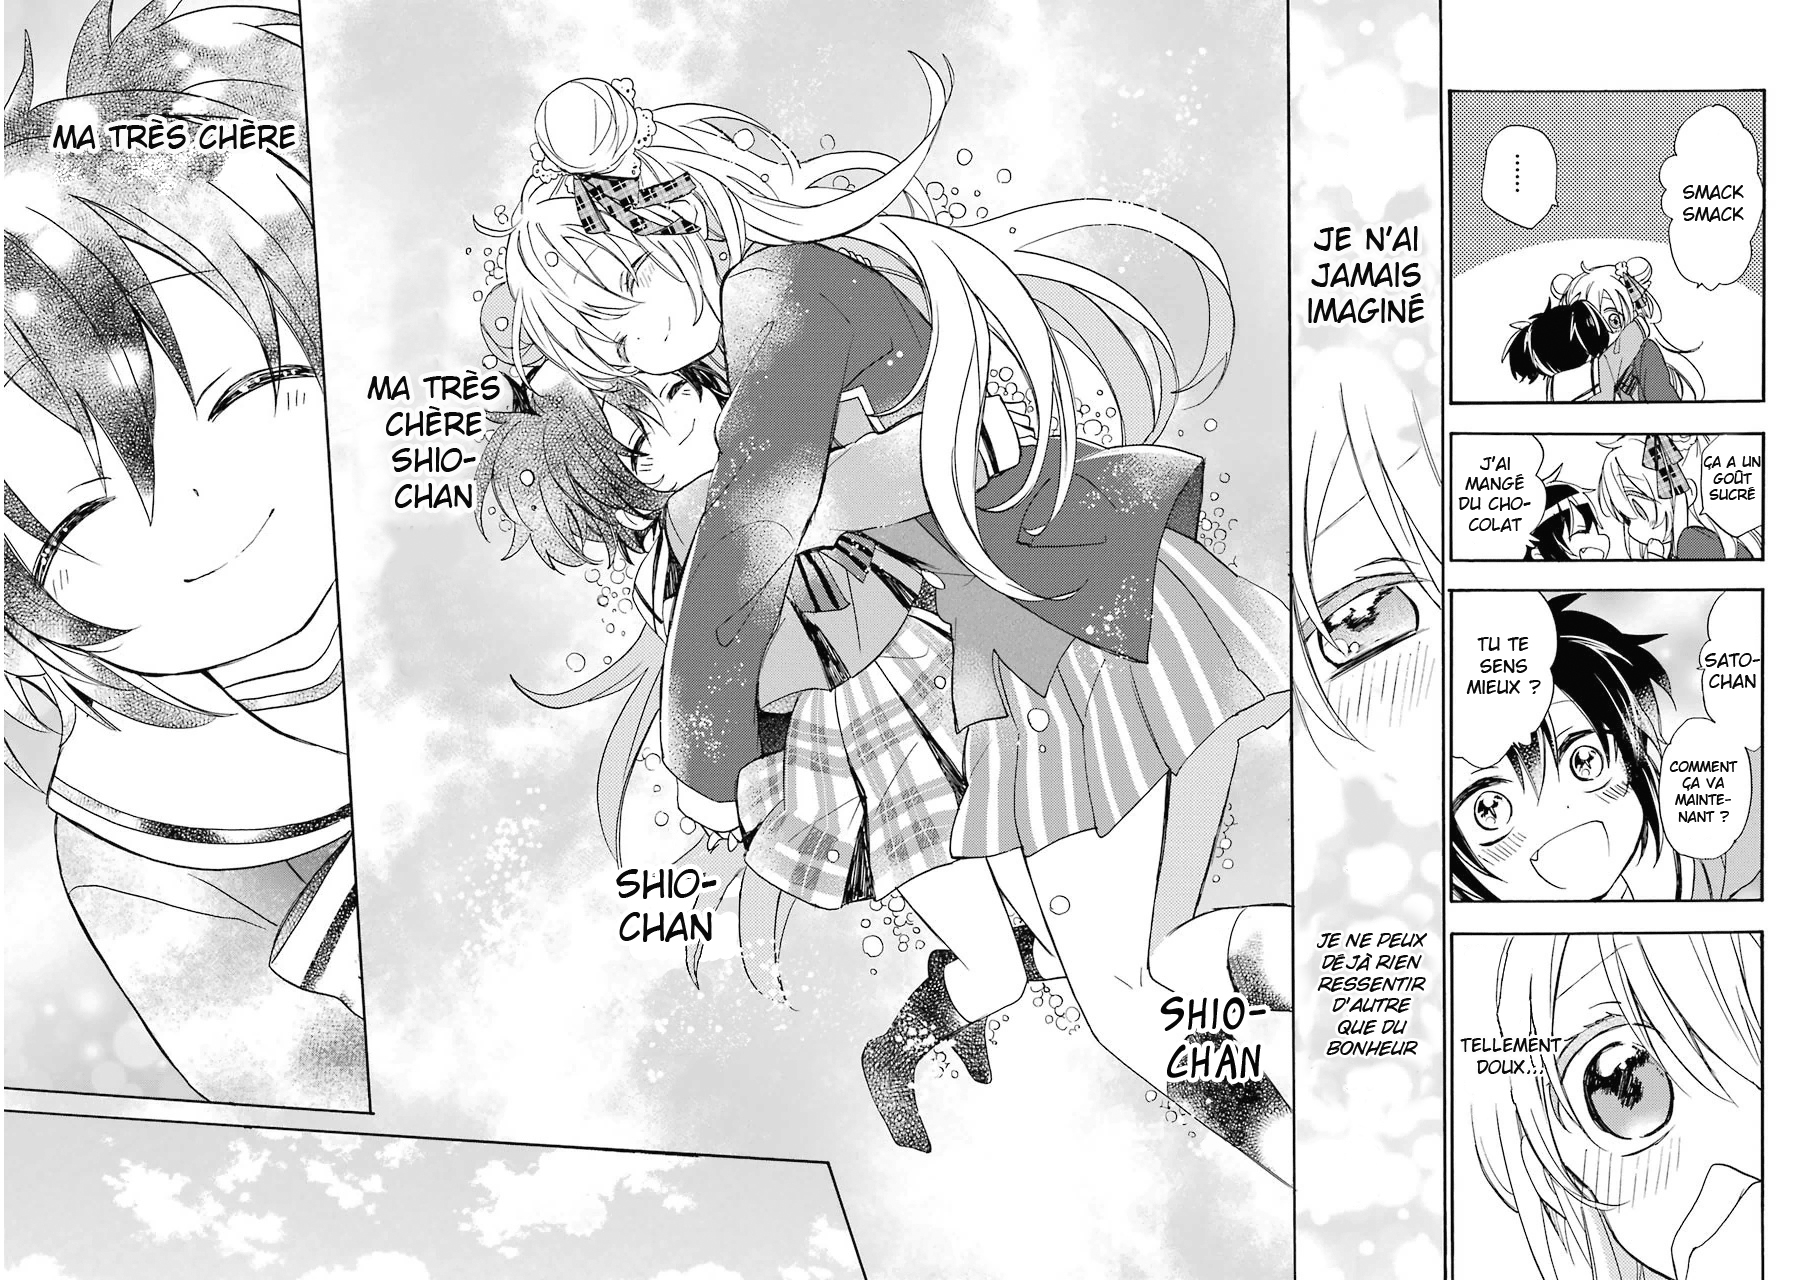 SMACK
SMACK
......
ÇA A UN
GOÛT
SUCRÉ
J'AI
MANGÉ
DU CHO-
COLAT
SATO-
CHAN
COMMENT
ÇA VA
MAINTE-
NANT ?
TU TE
SENS
MIEUX ?
TELLEMENT
DOUX...
JE N'AI
JAMAIS
IMAGINÉ
JE NE PEUX
DÉJÀ RIEN
RESSENTIR
D'AUTRE
QUE DU
BONHEUR
SHIO-
CHAN
SHIO-
CHAN
MA TRÈS
CHÈRE
SHIO-
CHAN
MA TRÈS CHÈRE